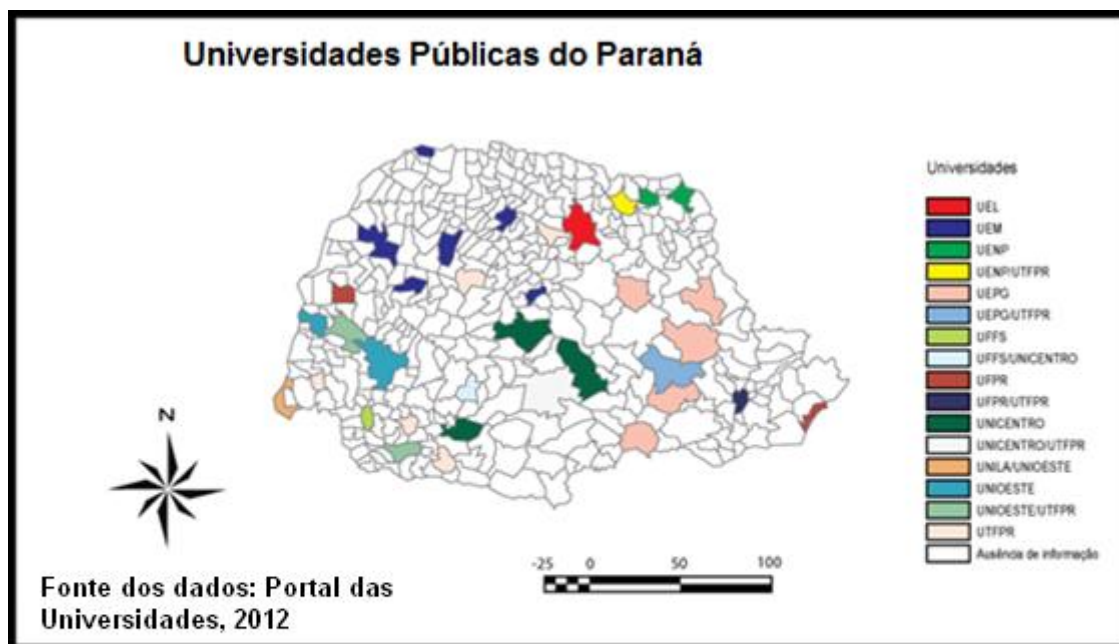 Universidades Públicas do Paraná
Universidades
UEL
UEM
UENP
UENP/UTFPR
UEPG
UEPG/UTFPR
UFFS
UFFS/UNICENTRO
UFPR
UFPR/UTFPR
UNICENTRO
UNICENTRO/UTFPR
UNILA/UNIOESTE
UNIOESTE
UNIOESTE/UTFPR
UTFPR
Ausência de informação
N
-25 0 50 100
Fonte dos dados: Portal das
Universidades, 2012